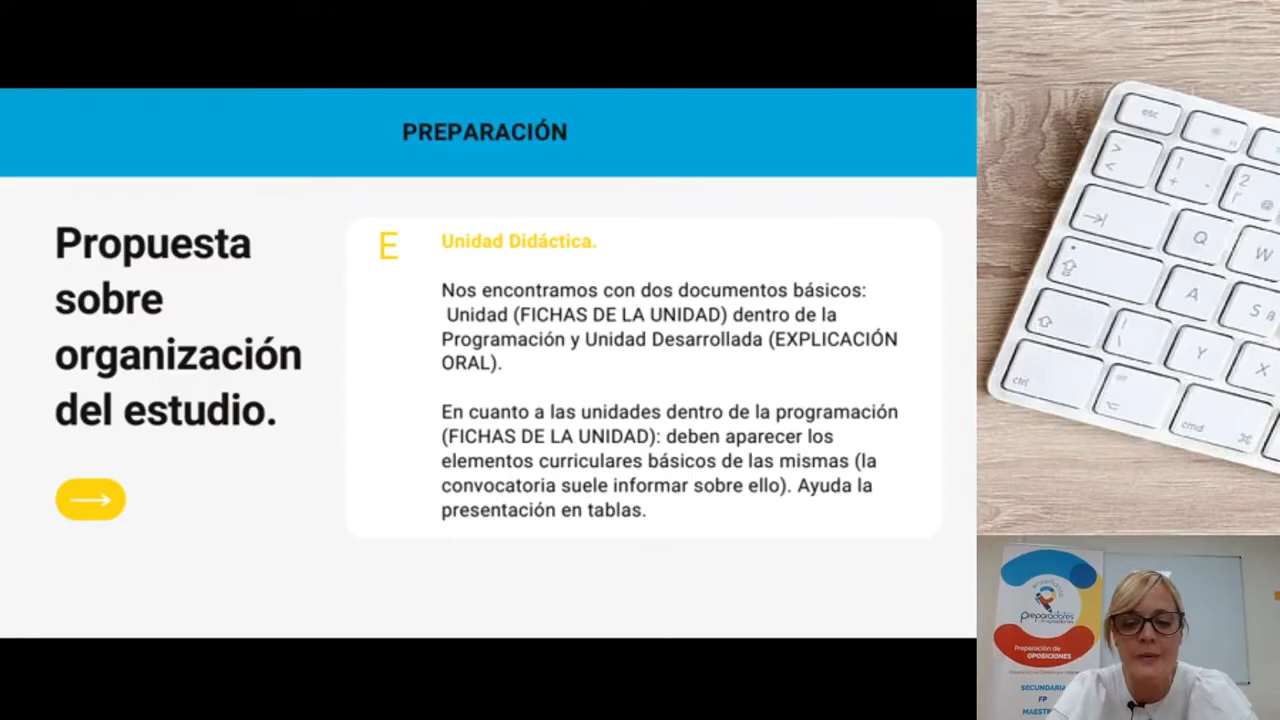 PREPARACIÓN
Propuesta
sobre
organización
del estudio.
E
Unidad Didáctica.
Nos encontramos con dos documentos básicos:
Unidad (FICHAS DE LA UNIDAD) dentro de la
Programación y Unidad Desarrollada (EXPLICACIÓN
ORAL).
En cuanto a las unidades dentro de la programación
(FICHAS DE LA UNIDAD): deben aparecer los
elementos curriculares básicos de las mismas (la
convocatoria suele informar sobre ello). Ayuda la
presentación en tablas.
esc
> 1 2
< + - @
Q W
A S
Y X
ctrl
cmd
preparadores
Preparación de
OPOSICIONES
SECUNDARIA
FP